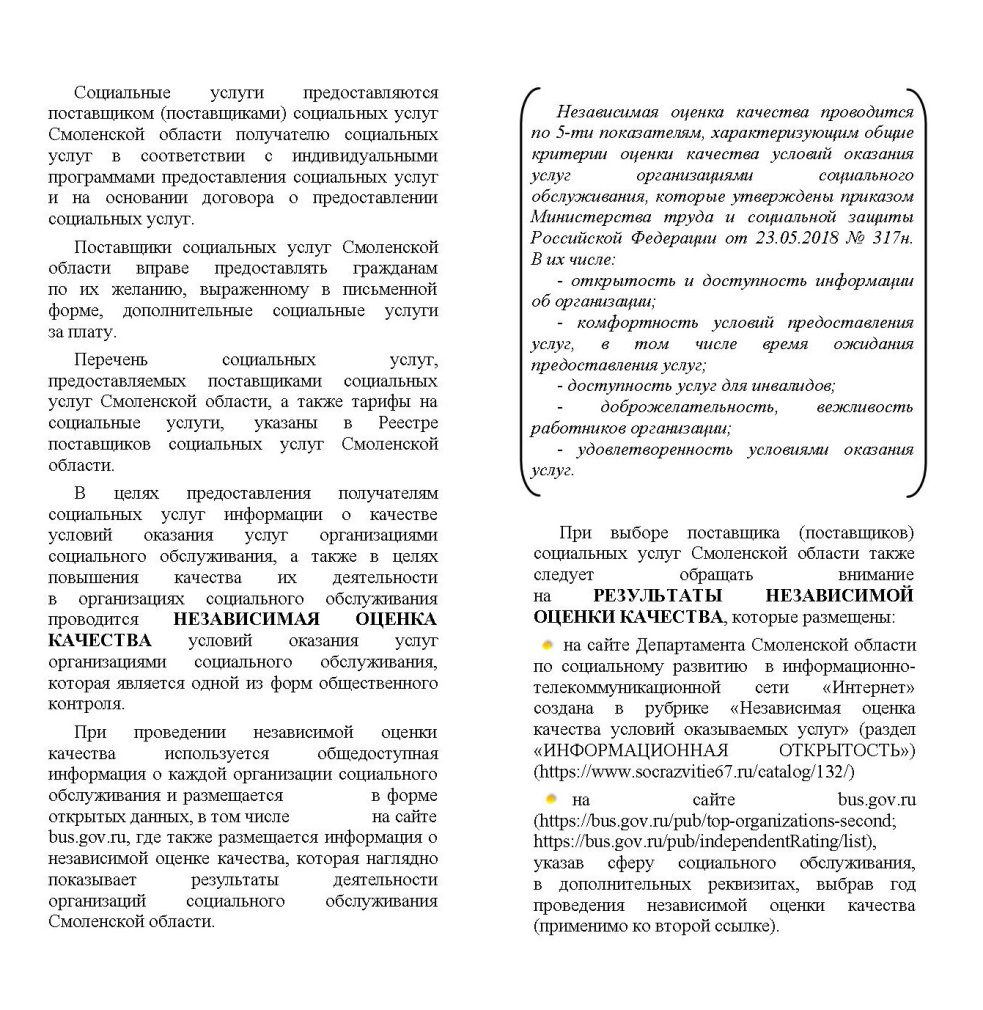 Социальные услуги предоставляются
поставщиком (поставщиками) социальных услуг
Смоленской области получателю социальных
услуг в соответствии с индивидуальными
программами предоставления социальных услуг
и на основании договора о предоставлении
социальных услуг.
Поставщики социальных услуг Смоленской
области вправе предоставлять гражданам
по их желанию, выраженному в письменной
форме, дополнительные социальные услуги
за плату.
Перечень социальных услуг,
предоставляемых поставщиками социальных
услуг Смоленской области, а также тарифы на
социальные услуги, указаны в Реестре
поставщиков социальных услуг Смоленской
области.
В целях предоставления получателям
социальных услуг информации о качестве
условий оказания услуг организациями
социального обслуживания, а также в целях
повышения качества их деятельности
в организациях социального обслуживания
проводится НЕЗАВИСИМАЯ ОЦЕНКА
КАЧЕСТВА условий оказания услуг
организациями социального обслуживания,
которая является одной из форм общественного
контроля.
При проведении независимой оценки
качества используется общедоступная
информация о каждой организации социального
обслуживания и размещается в форме
открытых данных, в том числе на сайте
bus.gov.ru, где также размещается информация о
независимой оценке качества, которая наглядно
показывает результаты деятельности
организаций социального обслуживания
Смоленской области.
Независимая оценка качества проводится
по 5-ти показателям, характеризующим общие
критерии оценки качества условий оказания
услуг организациями социального
обслуживания, которые утверждены приказом
Министерства труда и социальной защиты
Российской Федерации от 23.05.2018 № 317н.
В их числе:
- открытость и доступность информации
об организации;
- комфортность условий предоставления
услуг, в том числе время ожидания
предоставления услуг;
- доступность услуг для инвалидов;
- доброжелательность, вежливость
работников организации;
- удовлетворенность условиями оказания
услуг.
При выборе поставщика (поставщиков)
социальных услуг Смоленской области также
следует обращать внимание
на РЕЗУЛЬТАТЫ НЕЗАВИСИМОЙ
ОЦЕНКИ КАЧЕСТВА, которые размещены:
на сайте Департамента Смоленской области
по социальному развитию в информационно-
телекоммуникационной сети «Интернет»
создана в рубрике «Независимая оценка
качества условий оказываемых услуг» (раздел
«ИНФОРМАЦИОННАЯ ОТКРЫТОСТЬ»)
(https://www.socrazvitie67.ru/catalog/132/)
на сайте bus.gov.ru
(https://bus.gov.ru/pub/top-organizations-second;
https://bus.gov.ru/pub/independentRating/list),
указав сферу социального обслуживания,
в дополнительных реквизитах, выбрав год
проведения независимой оценки качества
(применимо ко второй ссылке).